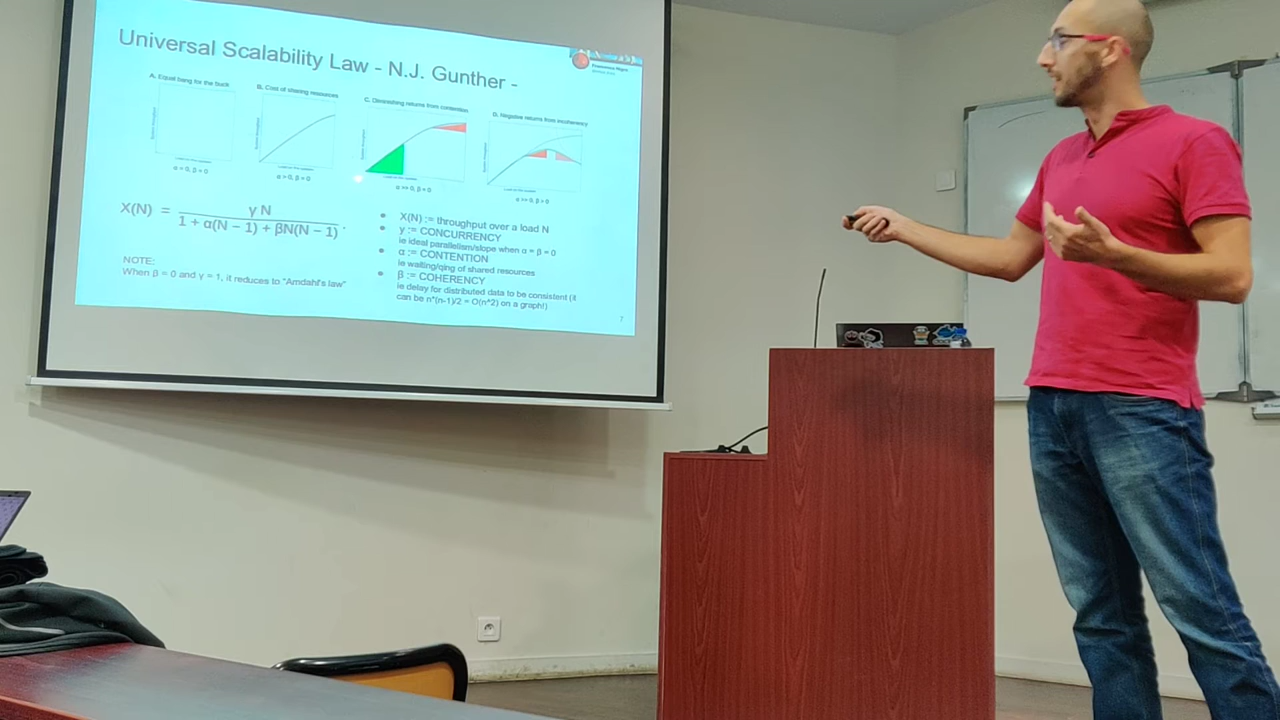 Universal Scalability Law - N.J. Gunther -
A. Equal bang for the buck
B. Cost of sharing resources
C. Diminishing returns from contention
D. Negative returns from incoherency
α = 0, β = 0
α > 0, β = 0
α >> 0, β = 0
α >> 0, β > 0
X(N) = γ N
1 + α(N − 1) + βN(N − 1) .
NOTE:
When β = 0 and γ = 1, it reduces to "Amdahl's law"
● X(N) := throughput over a load N
● γ := CONCURRENCY
ie ideal parallelism/slope when α = β = 0
● α := CONTENTION
ie waiting/qing of shared resources
● β := COHERENCY
ie delay for distributed data to be consistent (it
can be n*(n-1)/2 = O(n^2) on a graph!)
7